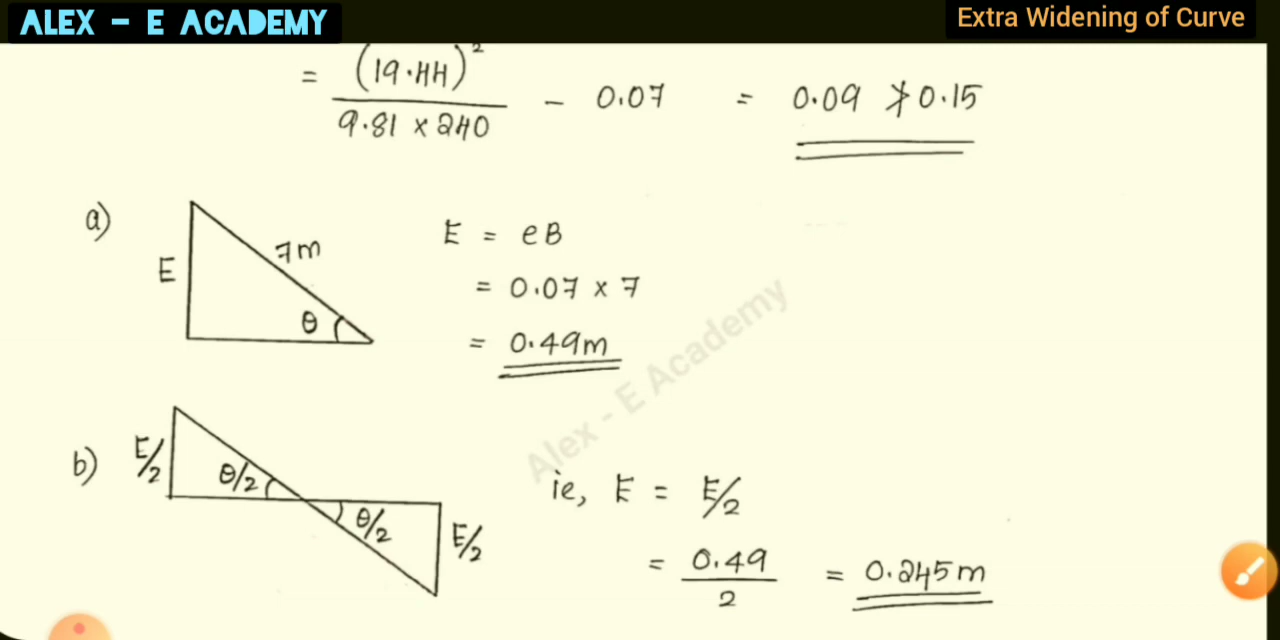 ALEX - E ACADEMY
Extra Widening of Curve
= (19.44)² / 9.81 × 240 - 0.07 = 0.09 ≯ 0.15
a)
E
7m
θ
E = eB
= 0.07 × 7
= 0.49m
Alex - E Academy
b)
E/2
θ/2
θ/2
E/2
ie, E = E/2
= 0.49 / 2 = 0.245m